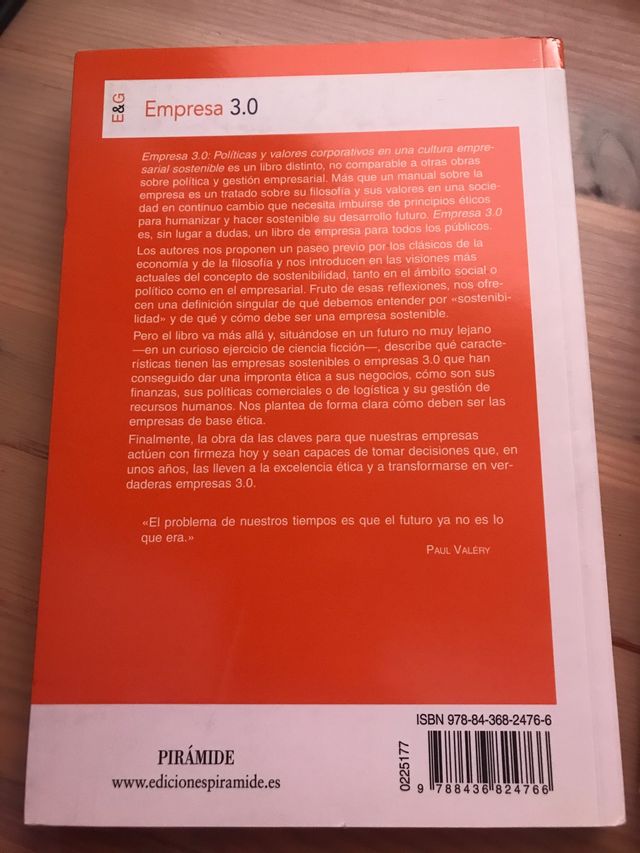 E&G
Empresa 3.0
Empresa 3.0: Políticas y valores corporativos en una cultura empre-
sarial sostenible es un libro distinto, no comparable a otras obras
sobre política y gestión empresarial. Más que un manual sobre la
empresa es un tratado sobre su filosofía y sus valores en una socie-
dad en continuo cambio que necesita imbuirse de principios éticos
para humanizar y hacer sostenible su desarrollo futuro. Empresa 3.0
es, sin lugar a dudas, un libro de empresa para todos los públicos.
Los autores nos proponen un paseo previo por los clásicos de la
economía y de la filosofía y nos introducen en las visiones más
actuales del concepto de sostenibilidad, tanto en el ámbito social o
político como en el empresarial. Fruto de esas reflexiones, nos ofre-
cen una definición singular de qué debemos entender por «sostenibi-
lidad» y de qué y cómo debe ser una empresa sostenible.
Pero el libro va más allá y, situándose en un futuro no muy lejano
—en un curioso ejercicio de ciencia ficción—, describe qué caracte-
rísticas tienen las empresas sostenibles o empresas 3.0 que han
conseguido dar una impronta ética a sus negocios, cómo son sus
finanzas, sus políticas comerciales o de logística y su gestión de
recursos humanos. Nos plantea de forma clara cómo deben ser las
empresas de base ética.
Finalmente, la obra da las claves para que nuestras empresas
actúen con firmeza hoy y sean capaces de tomar decisiones que, en
unos años, las lleven a la excelencia ética y a transformarse en ver-
daderas empresas 3.0.
«El problema de nuestros tiempos es que el futuro ya no es lo
que era.»
PAUL VALÉRY
PIRÁMIDE
www.edicionespiramide.es
ISBN 978-84-368-2476-6
0225177
9 788436 824766